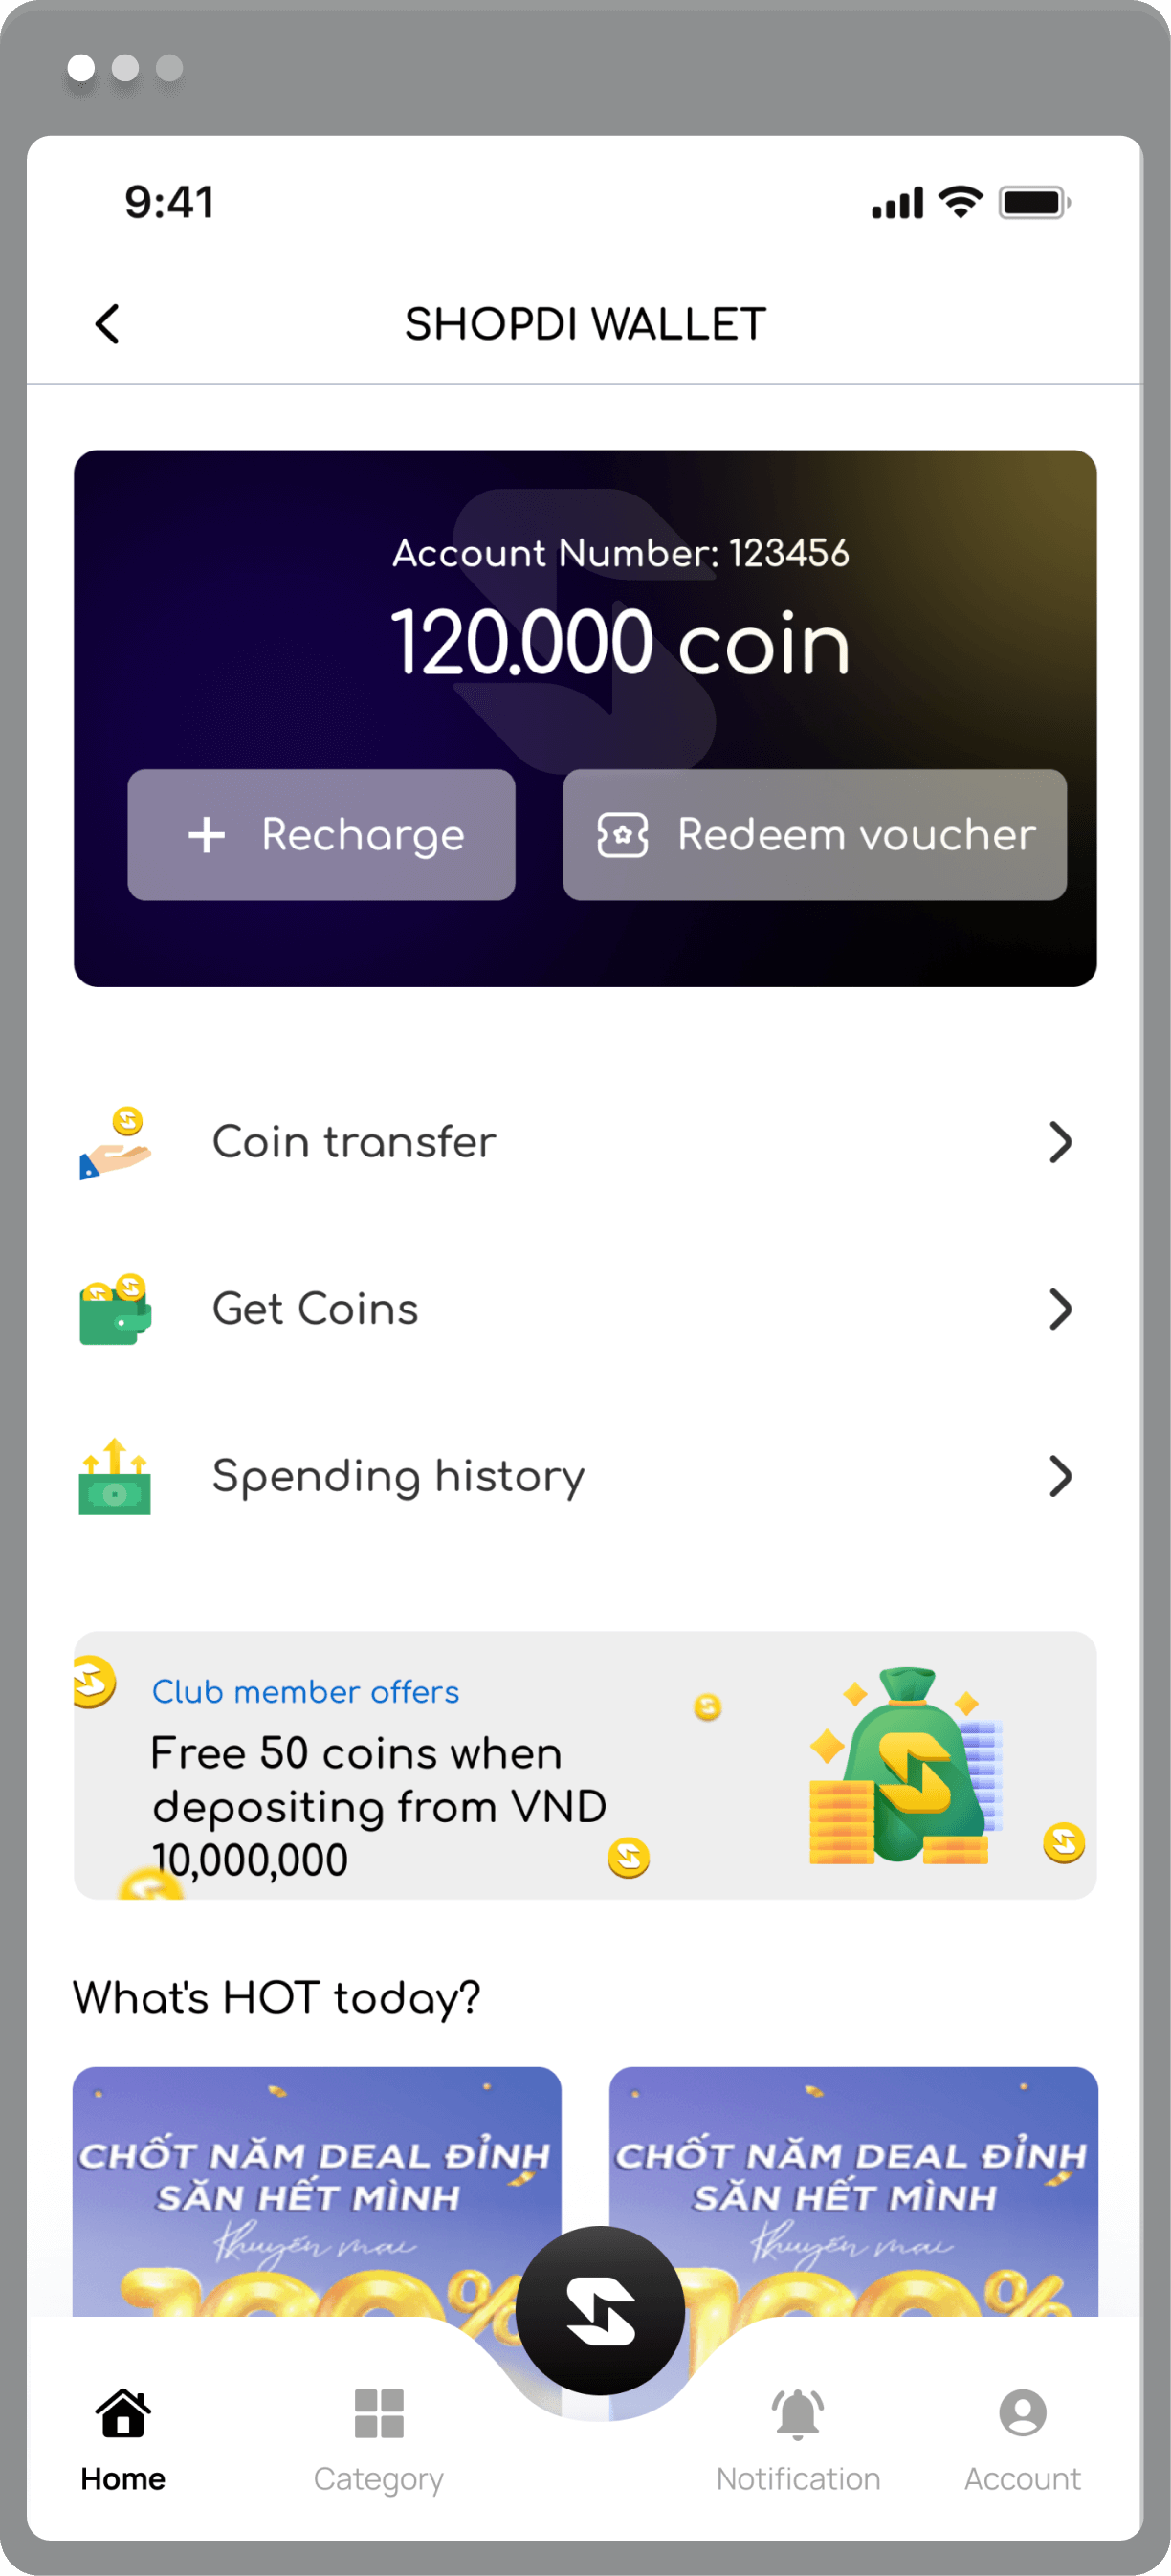 9:41
SHOPDI WALLET
Account Number: 123456
120.000 coin
Recharge
Redeem voucher
Coin transfer
Get Coins
Spending history
Club member offers
Free 50 coins when
depositing from VND
10,000,000
What's HOT today?
CHỐT NĂM DEAL ĐỈNH
SĂN HẾT MÌNH
Khuyến mại
100%
CHỐT NĂM DEAL ĐỈNH
SĂN HẾT MÌNH
Khuyến mại
100%
Home
Category
Notification
Account